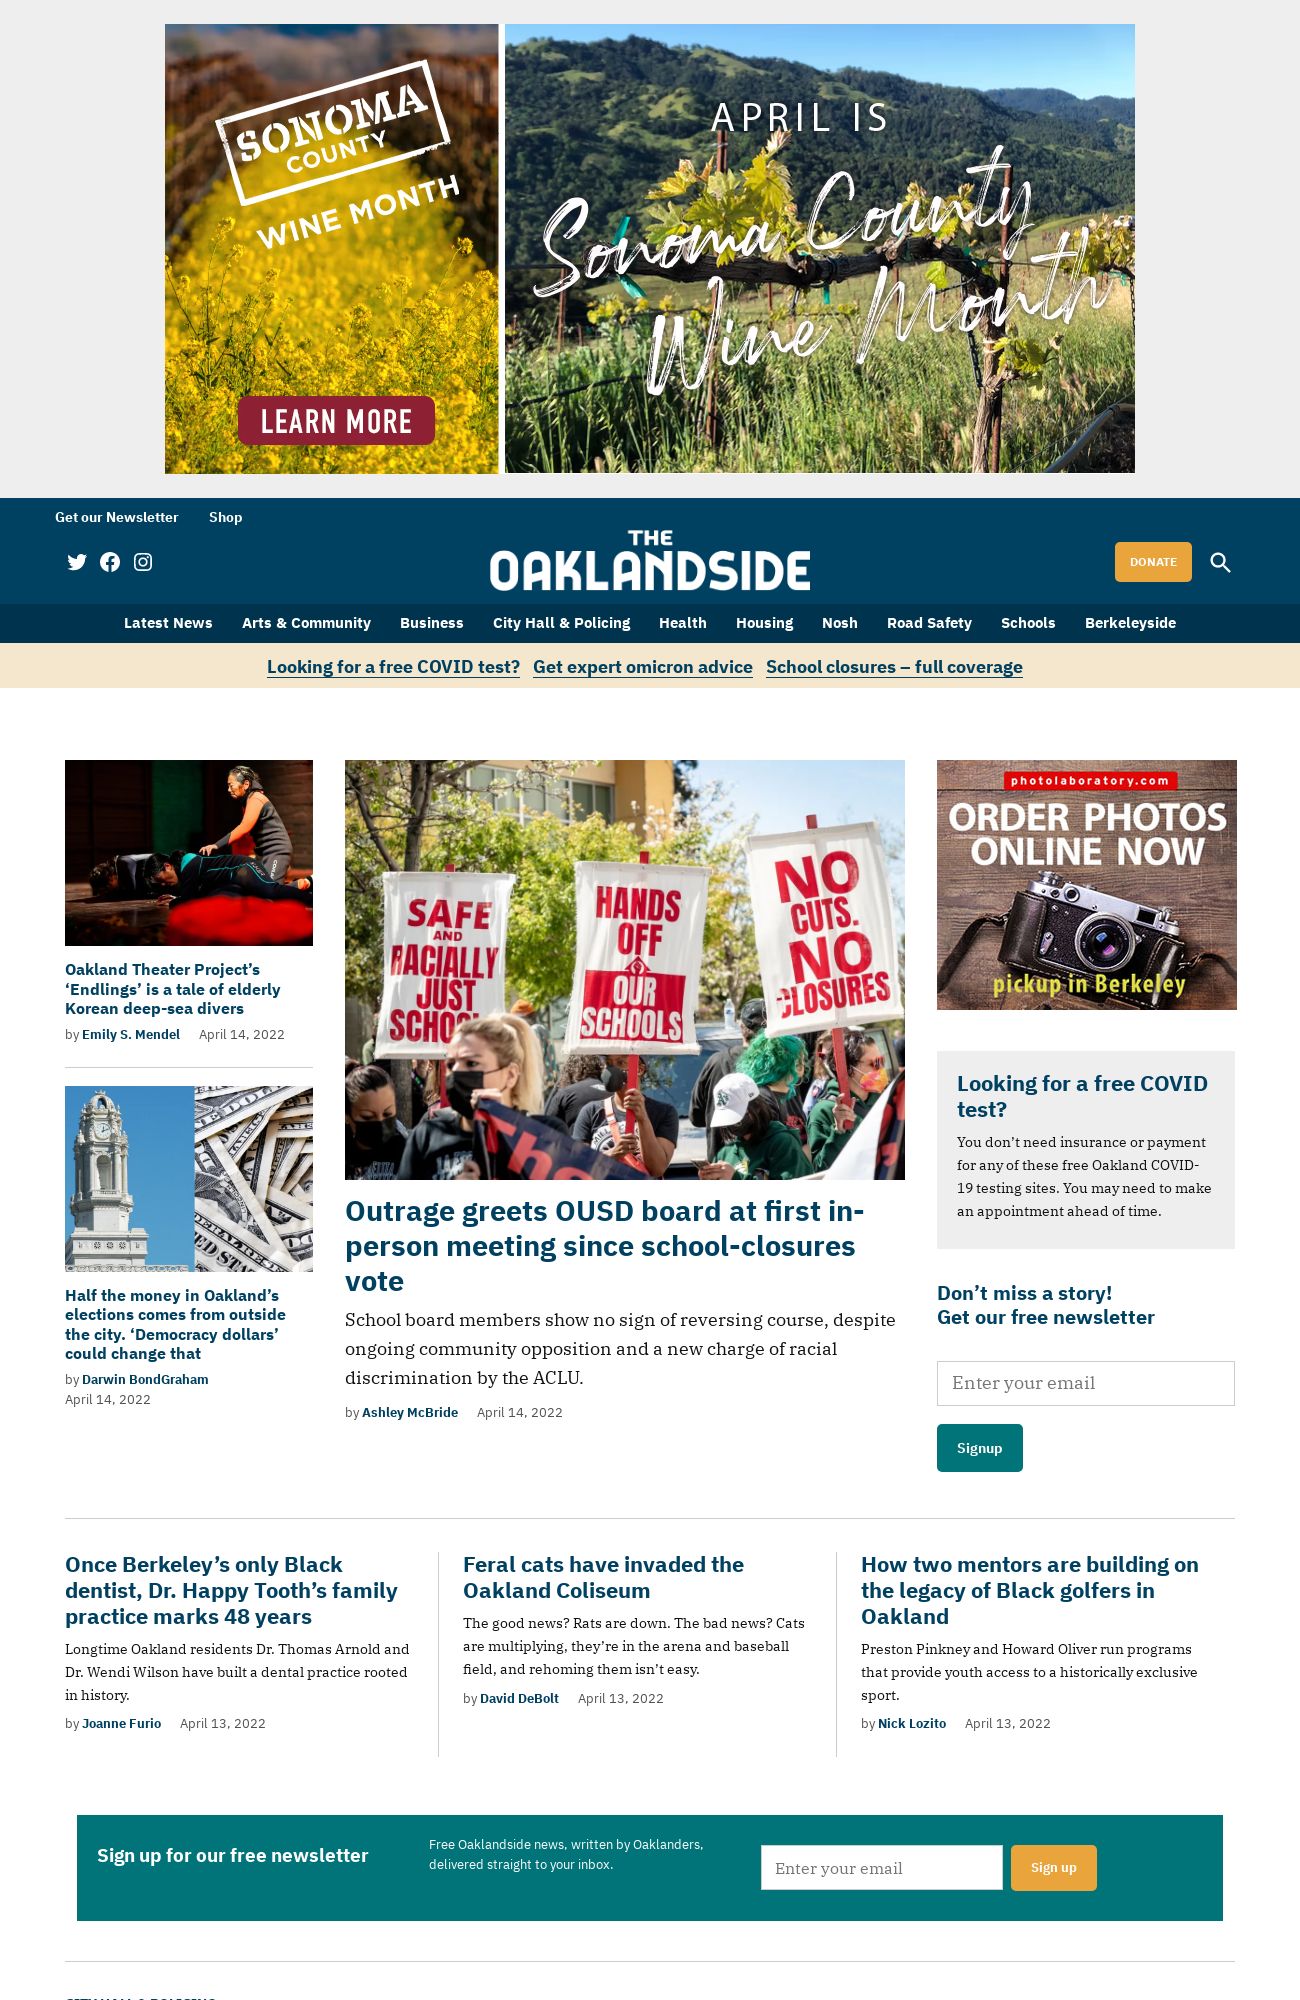 SONOMA
COUNTY
WINE MONTH
LEARN MORE
APRIL IS
Sonoma County
Wine Month
Get our Newsletter
Shop
THE
OAKLANDSIDE
DONATE
Latest News
Arts & Community
Business
City Hall & Policing
Health
Housing
Nosh
Road Safety
Schools
Berkeleyside
Looking for a free COVID test?
Get expert omicron advice
School closures – full coverage
Oakland Theater Project’s
‘Endlings’ is a tale of elderly
Korean deep-sea divers
by Emily S. Mendel April 14, 2022
Half the money in Oakland’s
elections comes from outside
the city. ‘Democracy dollars’
could change that
by Darwin BondGraham
April 14, 2022
SAFE
AND
RACIALLY
JUST
HANDS
OFF
OUR
SCHOOLS
NO
CUTS.
NO
CLOSURES
Outrage greets OUSD board at first in-
person meeting since school-closures
vote
School board members show no sign of reversing course, despite
ongoing community opposition and a new charge of racial
discrimination by the ACLU.
by Ashley McBride April 14, 2022
photolaboratory.com
ORDER PHOTOS
ONLINE NOW
pickup in Berkeley
Looking for a free COVID
test?
You don’t need insurance or payment
for any of these free Oakland COVID-
19 testing sites. You may need to make
an appointment ahead of time.
Don’t miss a story!
Get our free newsletter
Enter your email
Signup
Once Berkeley’s only Black
dentist, Dr. Happy Tooth’s family
practice marks 48 years
Longtime Oakland residents Dr. Thomas Arnold and
Dr. Wendi Wilson have built a dental practice rooted
in history.
by Joanne Furio April 13, 2022
Feral cats have invaded the
Oakland Coliseum
The good news? Rats are down. The bad news? Cats
are multiplying, they’re in the arena and baseball
field, and rehoming them isn’t easy.
by David DeBolt April 13, 2022
How two mentors are building on
the legacy of Black golfers in
Oakland
Preston Pinkney and Howard Oliver run programs
that provide youth access to a historically exclusive
sport.
by Nick Lozito April 13, 2022
Sign up for our free newsletter
Free Oaklandside news, written by Oaklanders,
delivered straight to your inbox.
Enter your email
Sign up